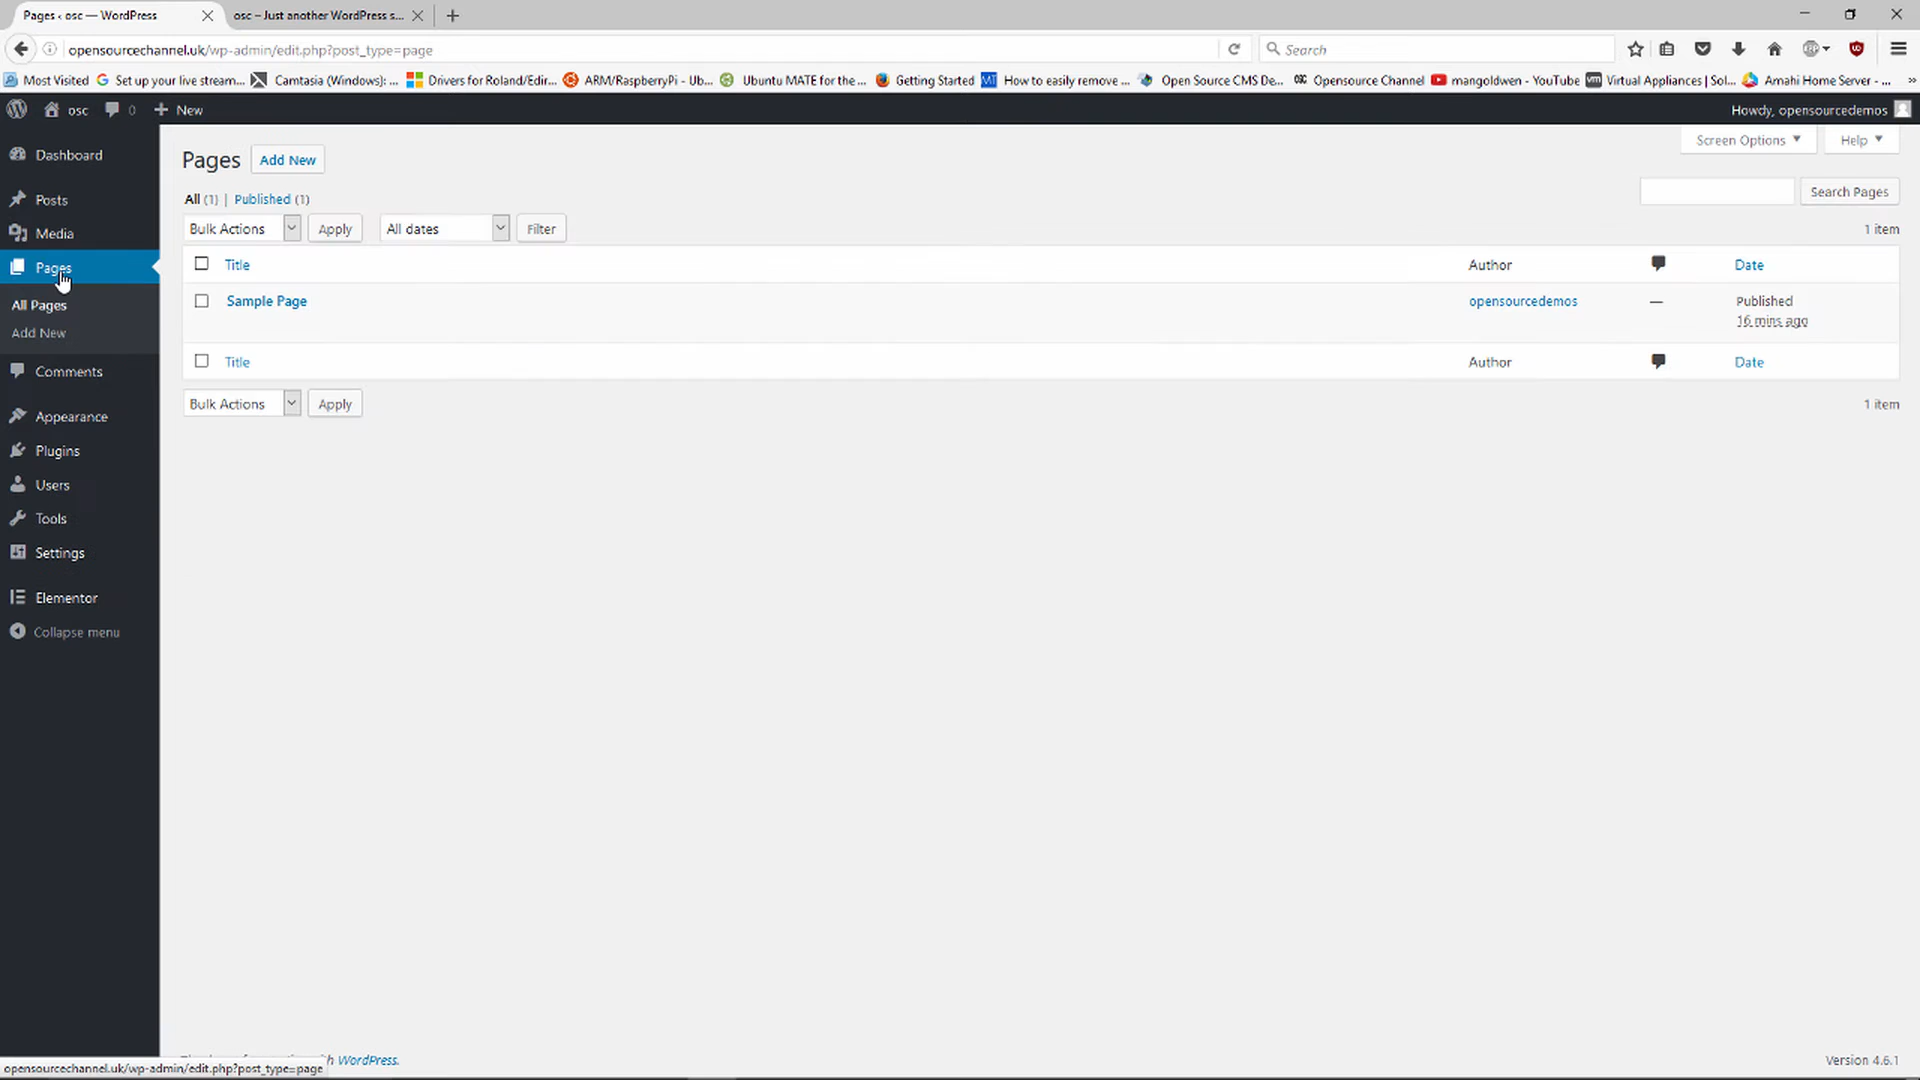 Pages ‹ osc — WordPress
osc – Just another WordPress s...
opensourcechannel.uk/wp-admin/edit.php?post_type=page
Search
Most Visited
Set up your live stream...
Camtasia (Windows): ...
Drivers for Roland/Edir...
ARM/RaspberryPi - Ub...
Ubuntu MATE for the ...
Getting Started
How to easily remove ...
Open Source CMS De...
Opensource Channel
mangoldwen - YouTube
Virtual Appliances | Sol...
Amahi Home Server - ...
osc
0
New
Howdy, opensourcedemos
Dashboard
Posts
Media
Pages
All Pages
Add New
Comments
Appearance
Plugins
Users
Tools
Settings
Elementor
Collapse menu
Pages Add New
Screen Options
Help
All (1) | Published (1)
Search Pages
Bulk Actions Apply All dates Filter
1 item
Title Author Date
Sample Page opensourcedemos — Published
16 mins ago
Title Author Date
Bulk Actions Apply
1 item
WordPress.
Version 4.6.1
opensourcechannel.uk/wp-admin/edit.php?post_type=page